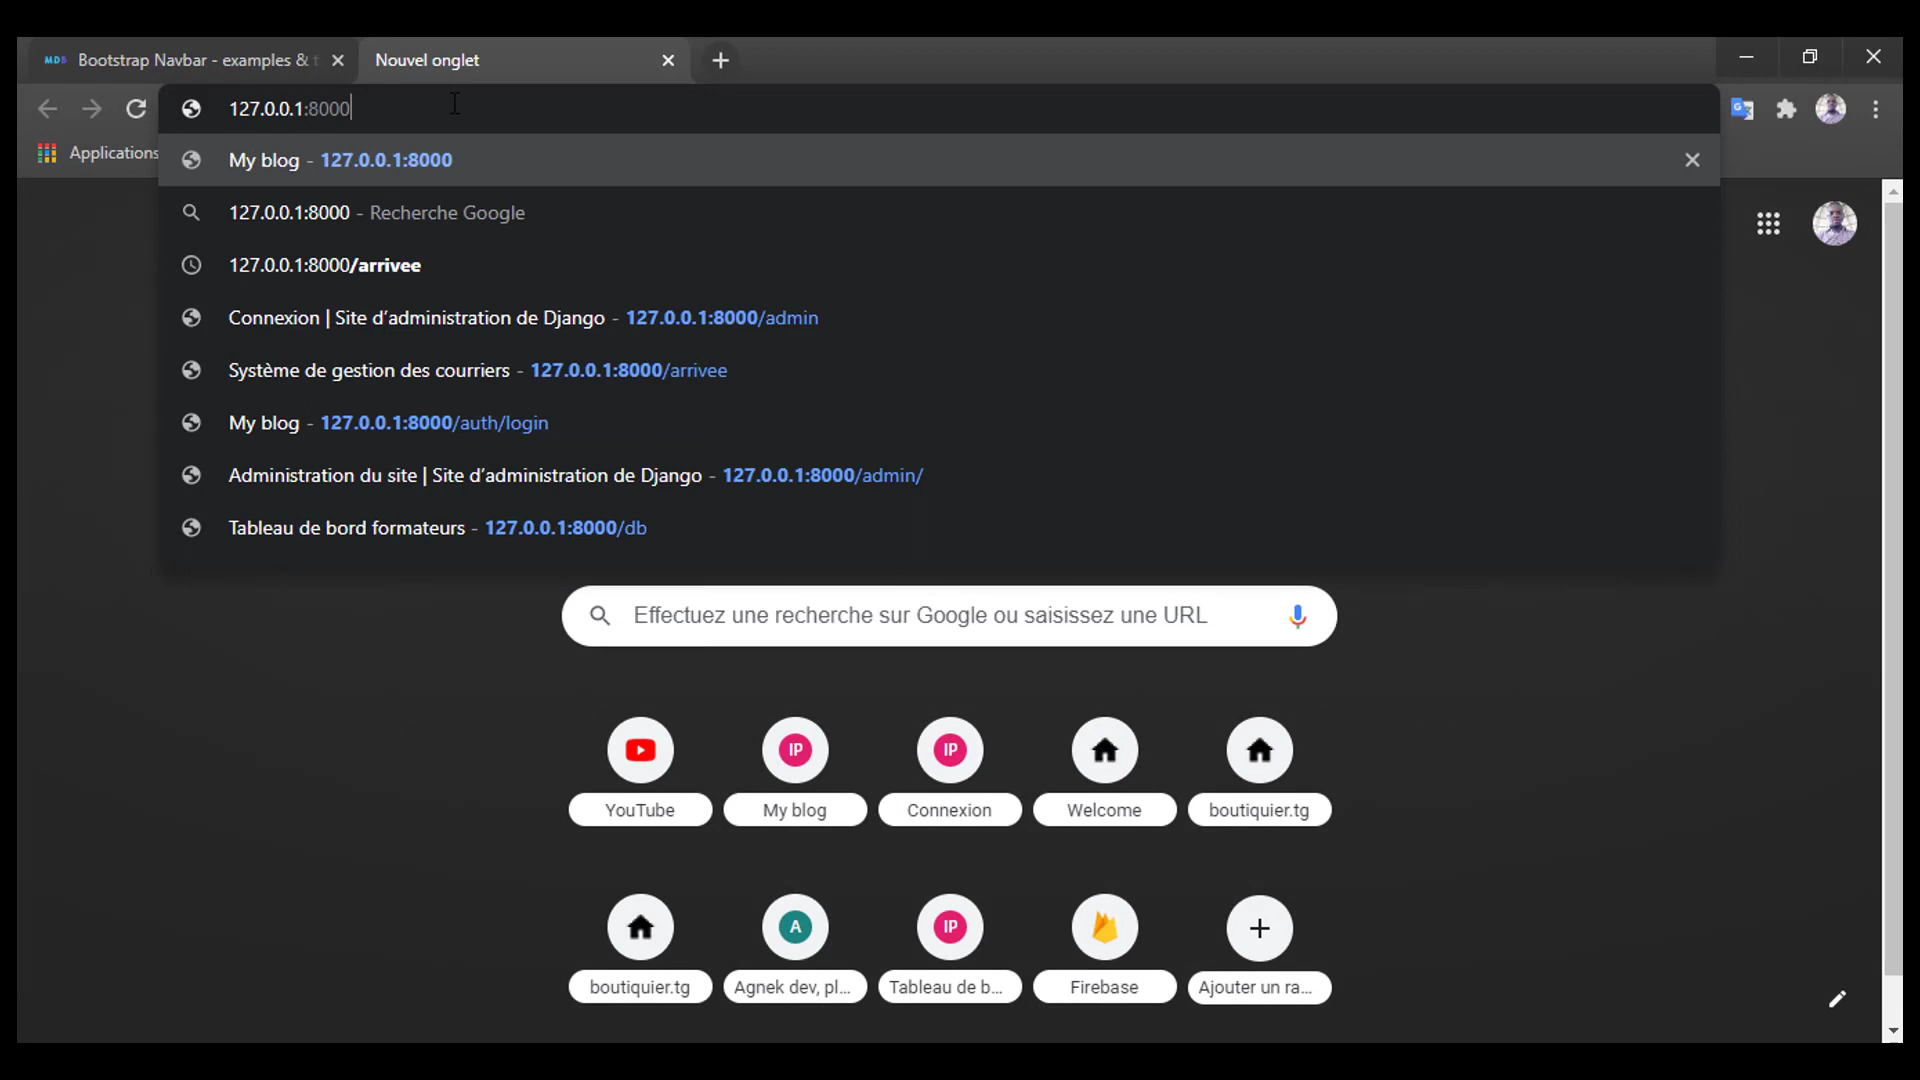 MDB Bootstrap Navbar - examples & t
Nouvel onglet
127.0.0.1:8000
Applications
My blog - 127.0.0.1:8000
127.0.0.1:8000 - Recherche Google
127.0.0.1:8000/arrivee
Connexion | Site d'administration de Django - 127.0.0.1:8000/admin
Système de gestion des courriers - 127.0.0.1:8000/arrivee
My blog - 127.0.0.1:8000/auth/login
Administration du site | Site d'administration de Django - 127.0.0.1:8000/admin/
Tableau de bord formateurs - 127.0.0.1:8000/db
Effectuez une recherche sur Google ou saisissez une URL
IP
IP
YouTube
My blog
Connexion
Welcome
boutiquier.tg
A
IP
boutiquier.tg
Agnek dev, pl...
Tableau de b...
Firebase
Ajouter un ra...